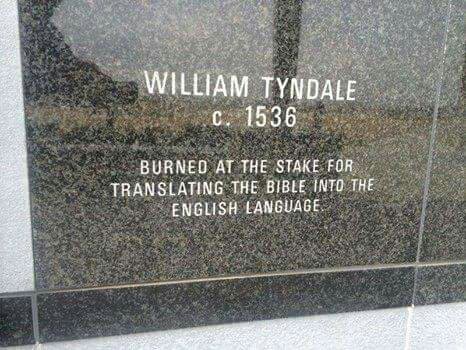 WILLIAM TYNDALE
c. 1536
BURNED AT THE STAKE FOR
TRANSLATING THE BIBLE INTO THE
ENGLISH LANGUAGE.